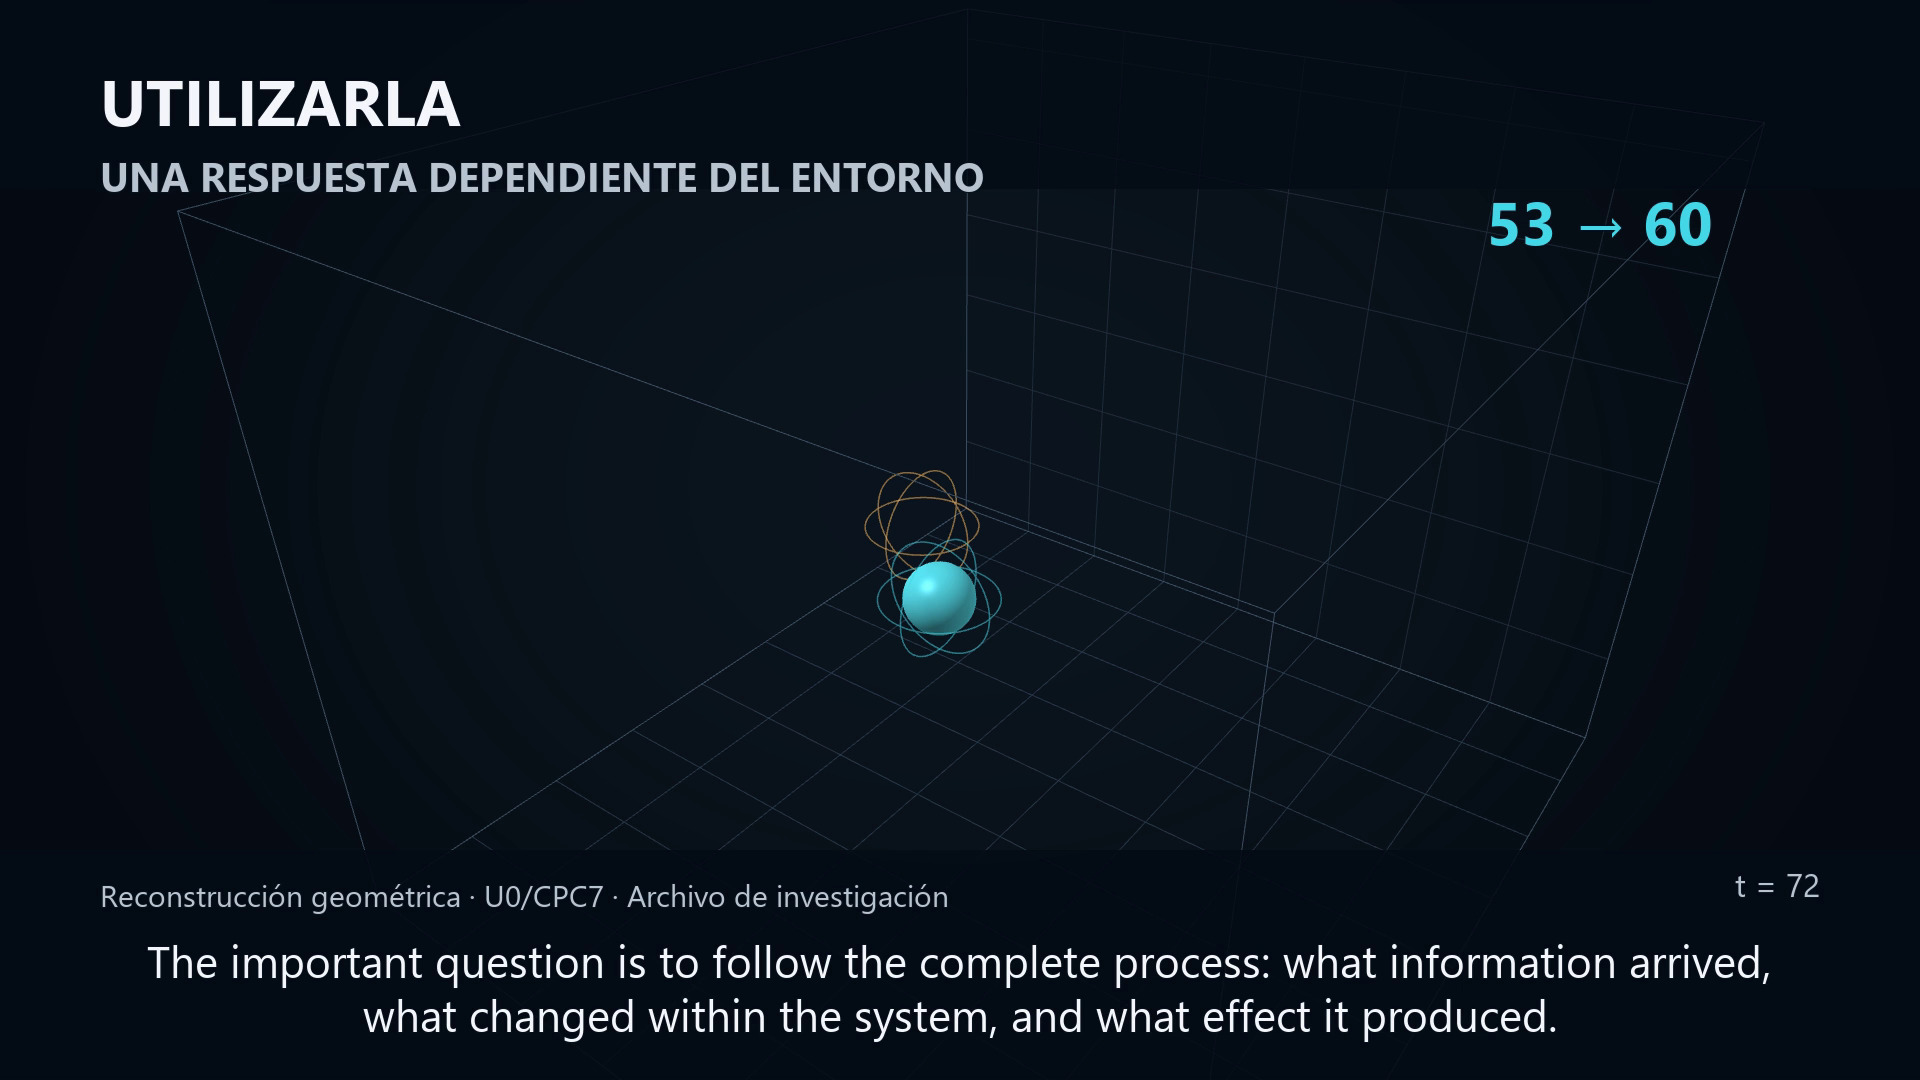 UTILIZARLA
UNA RESPUESTA DEPENDIENTE DEL ENTORNO
53 → 60
Reconstrucción geométrica · U0/CPC7 · Archivo de investigación
t = 72
The important question is to follow the complete process: what information arrived,
what changed within the system, and what effect it produced.